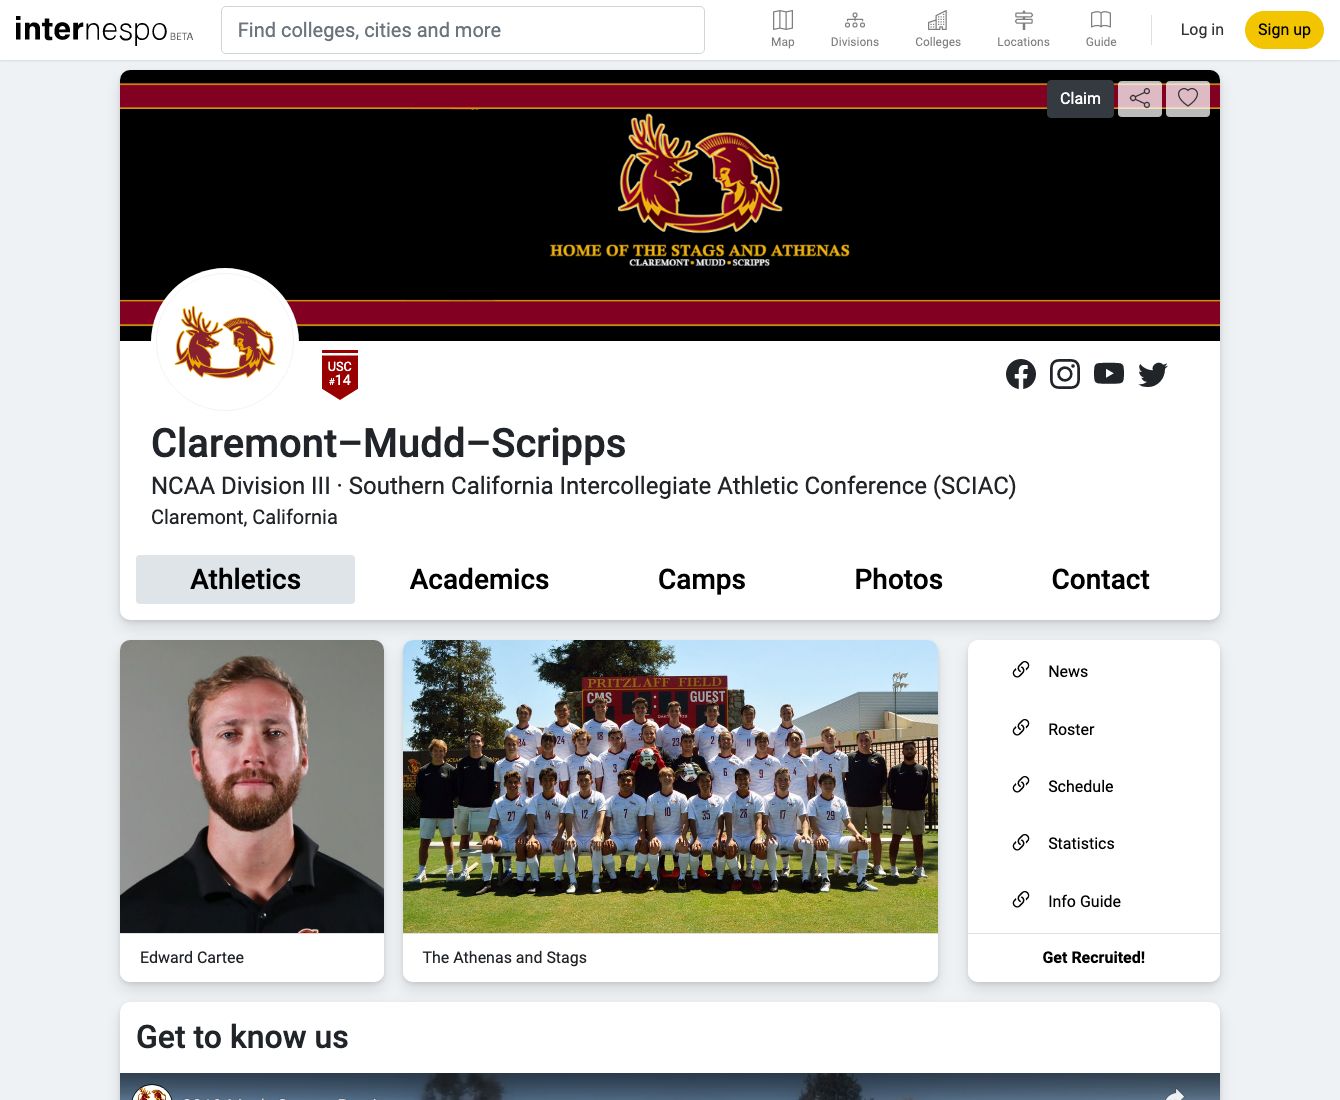 internespo BETA
Find colleges, cities and more
Map
Divisions
Colleges
Locations
Guide
Log in
Sign up
Claim
HOME OF THE STAGS AND ATHENAS
CLAREMONT • MUDD • SCRIPPS
USC
#14
Claremont–Mudd–Scripps
NCAA Division III · Southern California Intercollegiate Athletic Conference (SCIAC)
Claremont, California
Athletics
Academics
Camps
Photos
Contact
PRITZLAFF FIELD
CMS
GUEST
Edward Cartee
The Athenas and Stags
News
Roster
Schedule
Statistics
Info Guide
Get Recruited!
Get to know us